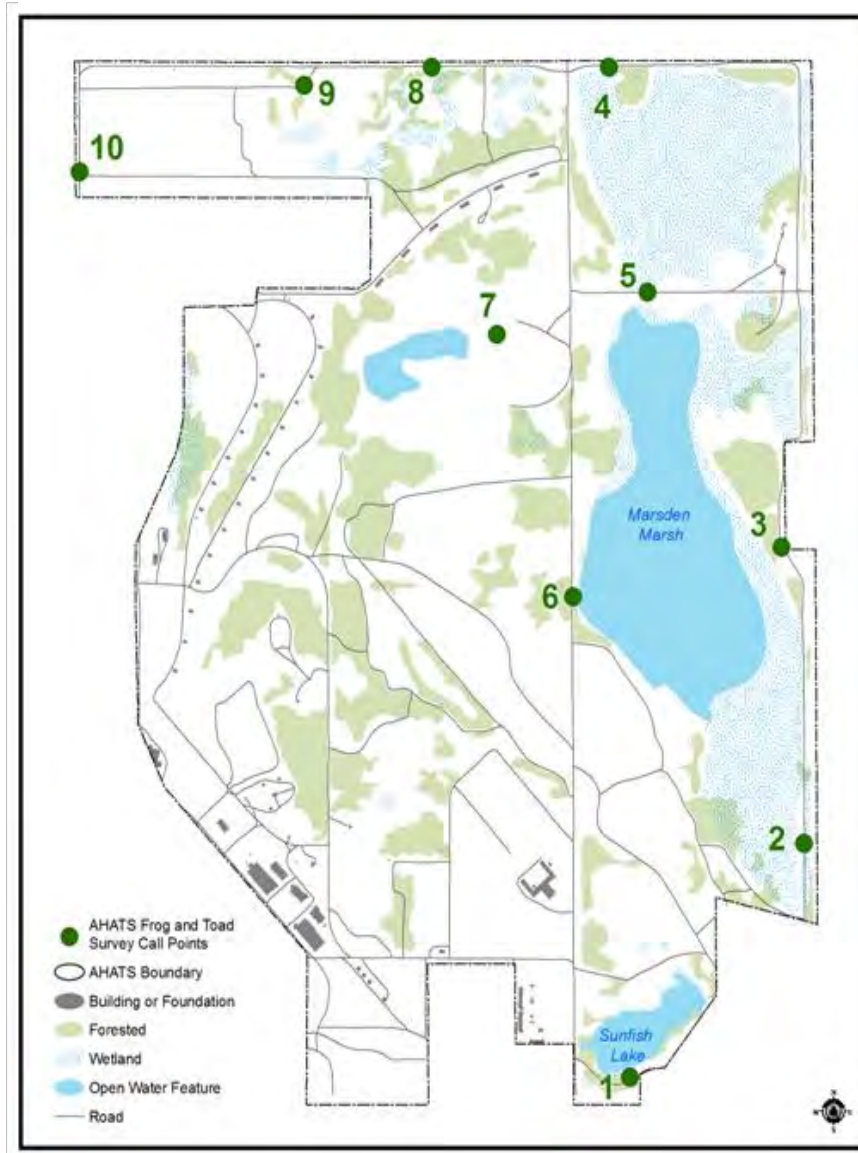 8
4
9
10
5
7
Marsden
Marsh
3
6
2
AHATS Frog and Toad
Survey Call Points
AHATS Boundary
Building or Foundation
Forested
Wetland
Open Water Feature
Road
Sunfish
Lake
1
N
S